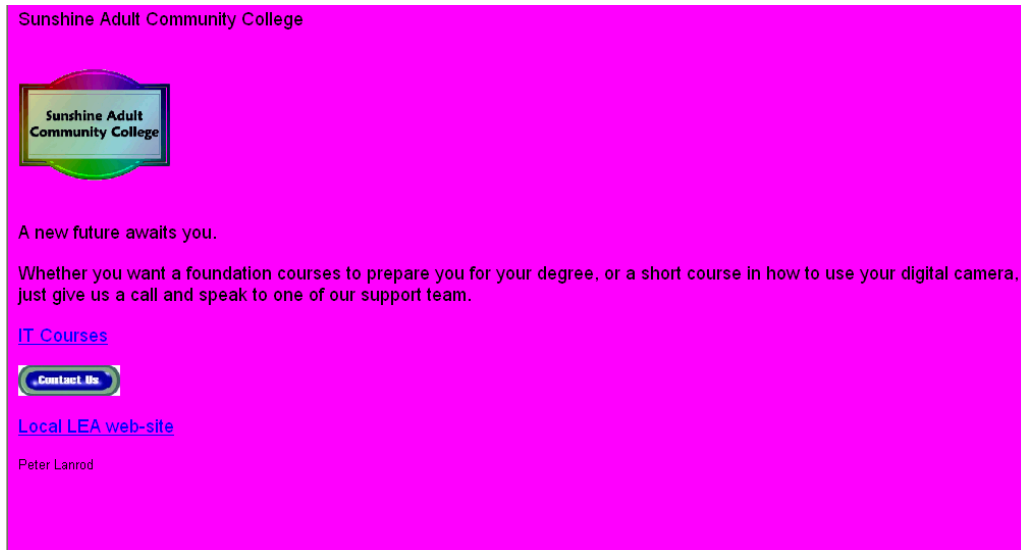 Sunshine Adult Community College
Sunshine Adult
Community College
A new future awaits you.
Whether you want a foundation courses to prepare you for your degree, or a short course in how to use your digital camera,
just give us a call and speak to one of our support team.
IT Courses
Contact Us
Local LEA web-site
Peter Lanrod